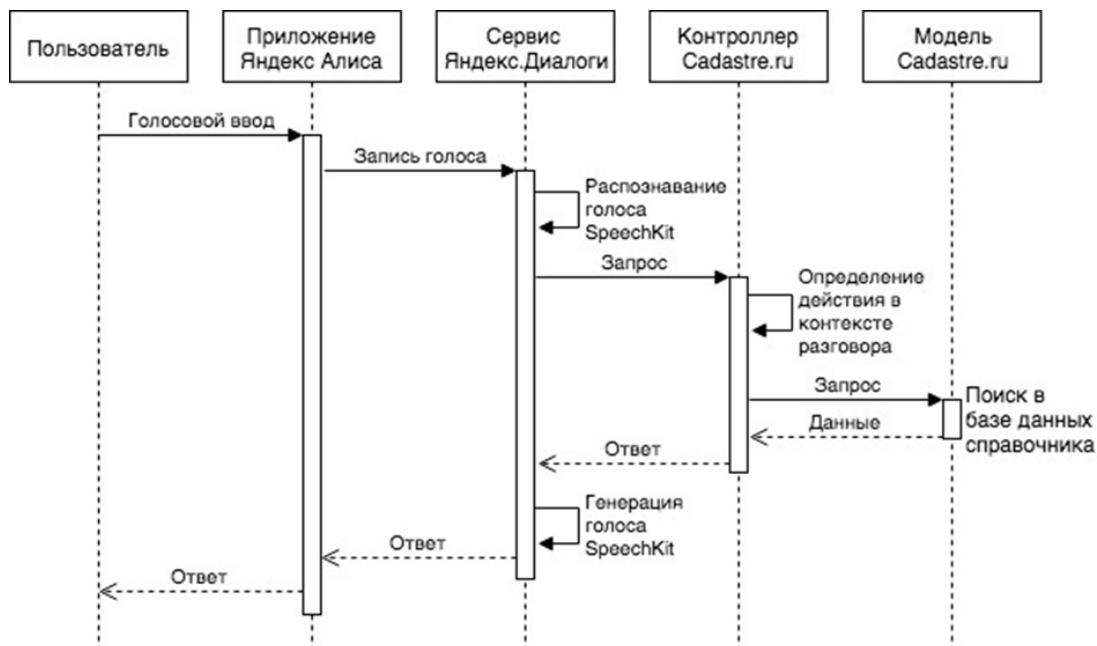 Пользователь
Приложение
Яндекс Алиса
Сервис
Яндекс.Диалоги
Контроллер
Cadastre.ru
Модель
Cadastre.ru
Голосовой ввод
Запись голоса
Распознавание
голоса
SpeechKit
Запрос
Определение
действия в
контексте
разговора
Запрос
Поиск в
базе данных
справочника
Данные
Ответ
Генерация
голоса
SpeechKit
Ответ
Ответ